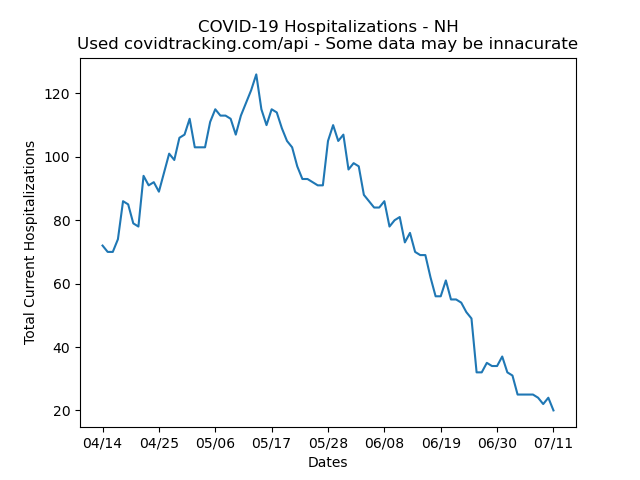 COVID-19 Hospitalizations - NH
Used covidtracking.com/api - Some data may be innacurate
120
100
80
60
40
20
Total Current Hospitalizations
04/14 04/25 05/06 05/17 05/28 06/08 06/19 06/30 07/11
Dates